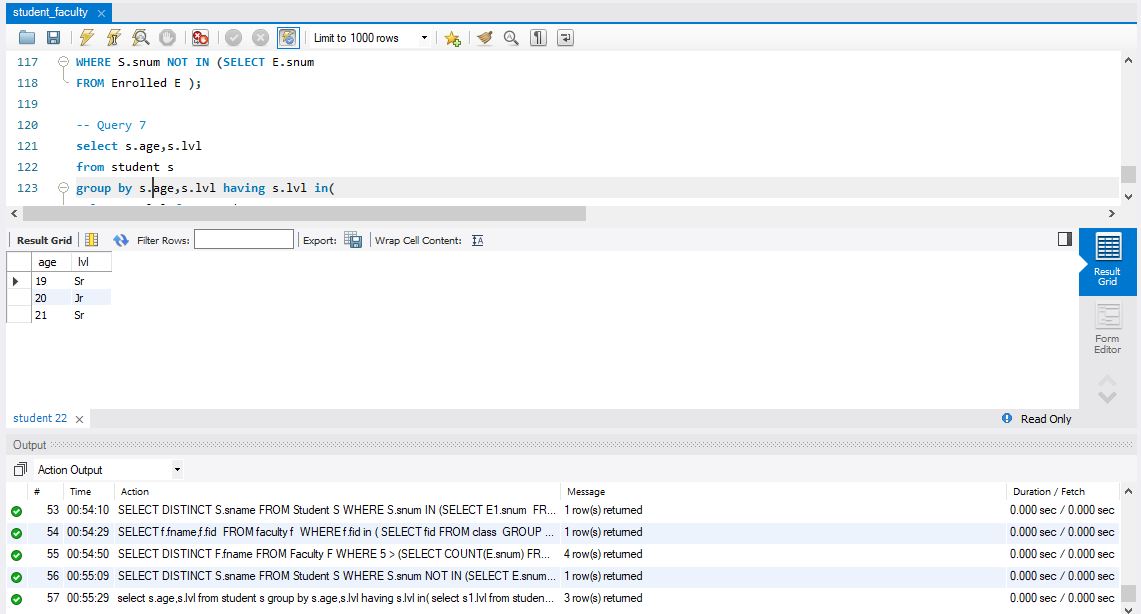 student_faculty
Limit to 1000 rows
117 WHERE S.snum NOT IN (SELECT E.snum
118 FROM Enrolled E );
119
120 -- Query 7
121 select s.age,s.lvl
122 from student s
123 group by s.age,s.lvl having s.lvl in(
Result Grid Filter Rows: Export: Wrap Cell Content:
age lvl
19 Sr
20 Jr
21 Sr
Result Grid
Form Editor
student 22 Read Only
Output
Action Output
# Time Action Message Duration / Fetch
53 00:54:10 SELECT DISTINCT S.sname FROM Student S WHERE S.snum IN (SELECT E1.snum FR... 1 row(s) returned 0.000 sec / 0.000 sec
54 00:54:29 SELECT f.fname,f.fid FROM faculty f WHERE f.fid in ( SELECT fid FROM class GROUP ... 1 row(s) returned 0.000 sec / 0.000 sec
55 00:54:50 SELECT DISTINCT F.fname FROM Faculty F WHERE 5 > (SELECT COUNT(E.snum) FR... 4 row(s) returned 0.000 sec / 0.000 sec
56 00:55:09 SELECT DISTINCT S.sname FROM Student S WHERE S.snum NOT IN (SELECT E.snum... 1 row(s) returned 0.000 sec / 0.000 sec
57 00:55:29 select s.age,s.lvl from student s group by s.age,s.lvl having s.lvl in( select s1.lvl from studen... 3 row(s) returned 0.000 sec / 0.000 sec